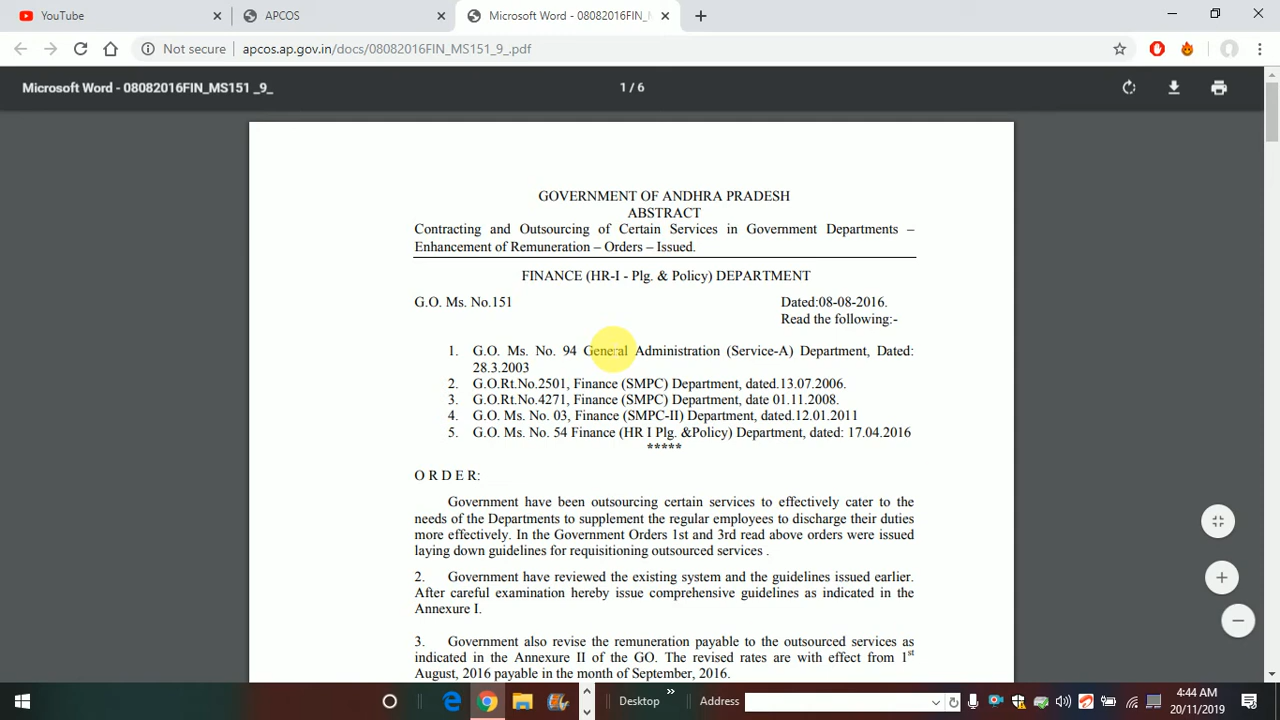 YouTube
APCOS
Microsoft Word - 08082016FIN_
Not secure
apcos.ap.gov.in/docs/08082016FIN_MS151_9_.pdf
Microsoft Word - 08082016FIN_MS151 _9_
1 / 6
GOVERNMENT OF ANDHRA PRADESH
ABSTRACT
Contracting and Outsourcing of Certain Services in Government Departments –
Enhancement of Remuneration – Orders – Issued.
FINANCE (HR-I - Plg. & Policy) DEPARTMENT
G.O. Ms. No.151 Dated:08-08-2016.
Read the following:-
1. G.O. Ms. No. 94 General Administration (Service-A) Department, Dated:
28.3.2003
2. G.O.Rt.No.2501, Finance (SMPC) Department, dated.13.07.2006.
3. G.O.Rt.No.4271, Finance (SMPC) Department, date 01.11.2008.
4. G.O. Ms. No. 03, Finance (SMPC-II) Department, dated.12.01.2011
5. G.O. Ms. No. 54 Finance (HR I Plg. &Policy) Department, dated: 17.04.2016
*****
O R D E R:
Government have been outsourcing certain services to effectively cater to the
needs of the Departments to supplement the regular employees to discharge their duties
more effectively. In the Government Orders 1st and 3rd read above orders were issued
laying down guidelines for requisitioning outsourced services .
2. Government have reviewed the existing system and the guidelines issued earlier.
After careful examination hereby issue comprehensive guidelines as indicated in the
Annexure I.
3. Government also revise the remuneration payable to the outsourced services as
indicated in the Annexure II of the GO. The revised rates are with effect from 1st
August, 2016 payable in the month of September, 2016.
Desktop
Address
4:44 AM
20/11/2019